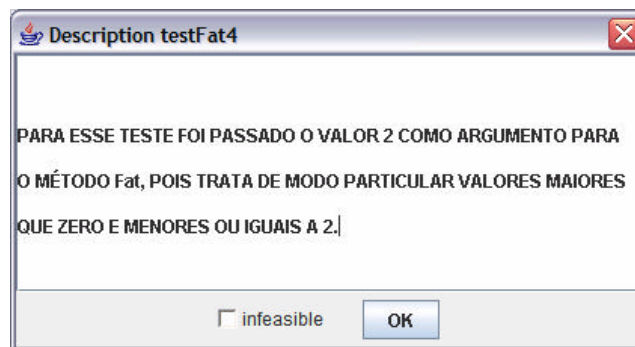 Description testFat4
PARA ESSE TESTE FOI PASSADO O VALOR 2 COMO ARGUMENTO PARA
O MÉTODO Fat, POIS TRATA DE MODO PARTICULAR VALORES MAIORES
QUE ZERO E MENORES OU IGUAIS A 2.
infeasible
OK